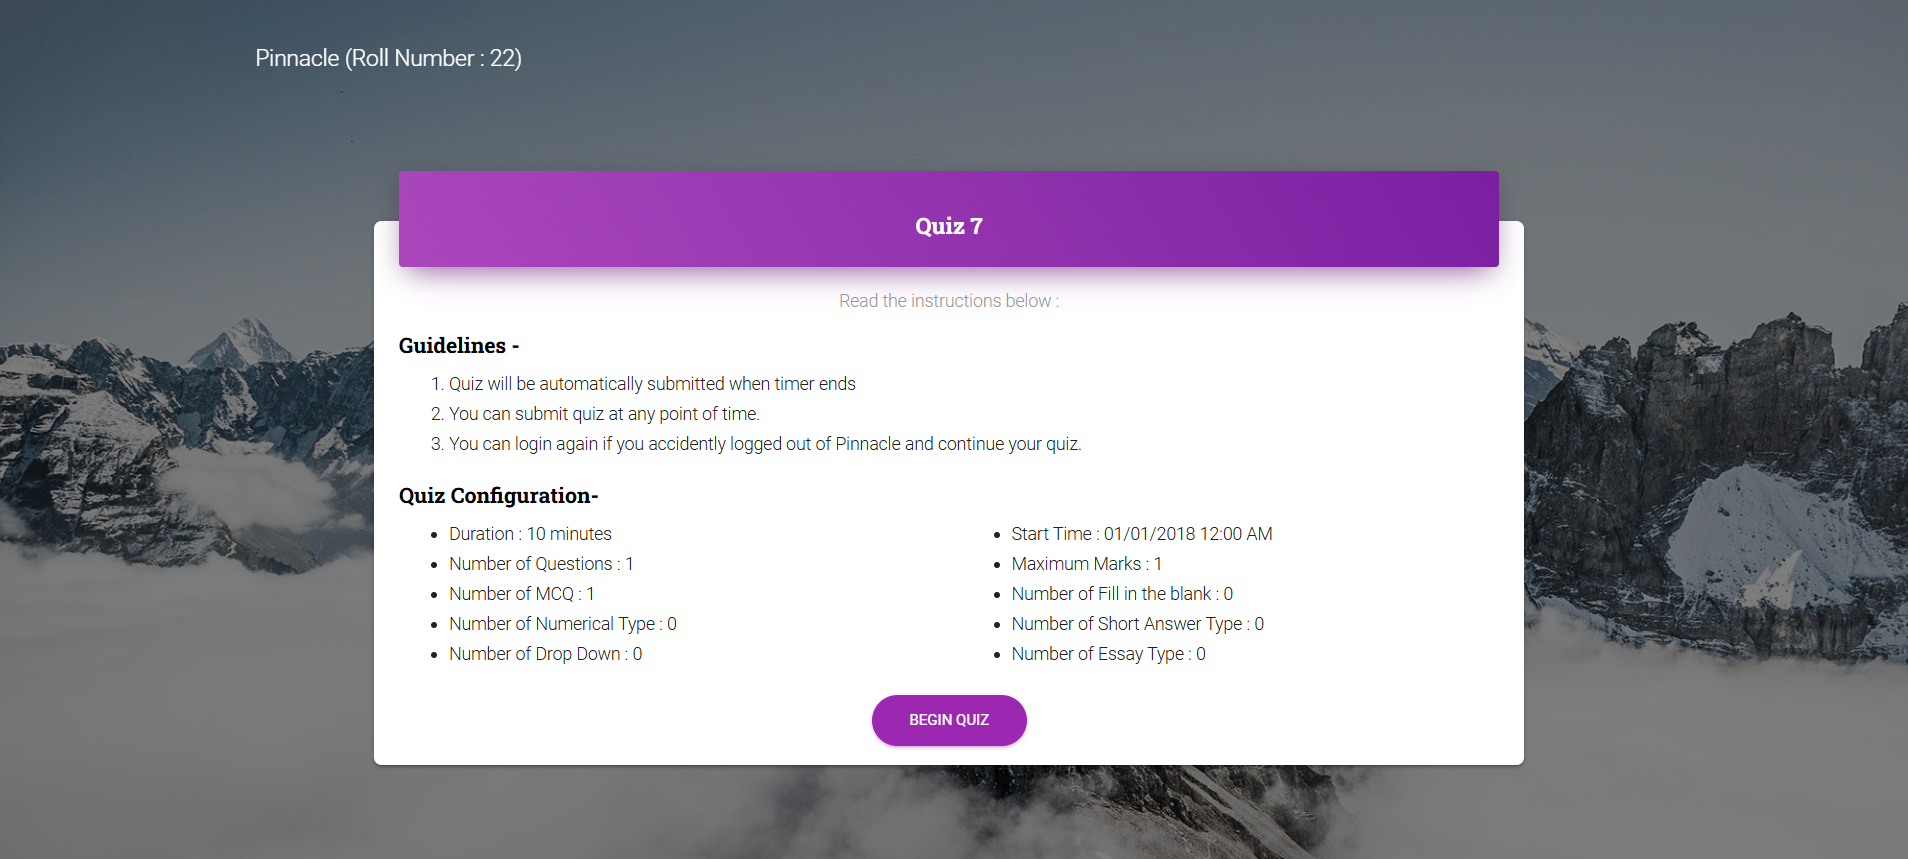 Pinnacle (Roll Number : 22)
Quiz 7
Read the instructions below :
Guidelines -
1. Quiz will be automatically submitted when timer ends
2. You can submit quiz at any point of time.
3. You can login again if you accidently logged out of Pinnacle and continue your quiz.
Quiz Configuration-
Duration : 10 minutes
Number of Questions : 1
Number of MCQ : 1
Number of Numerical Type : 0
Number of Drop Down : 0
Start Time : 01/01/2018 12:00 AM
Maximum Marks : 1
Number of Fill in the blank : 0
Number of Short Answer Type : 0
Number of Essay Type : 0
BEGIN QUIZ